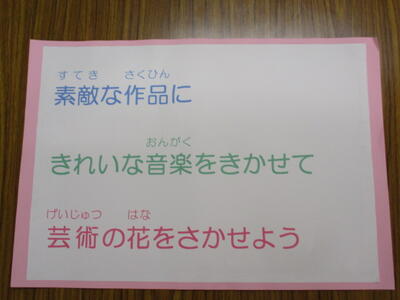 すてき さくひん
素敵な作品に
おんがく
きれいな音楽をきかせて
げいじゅつ はな
芸術の花をさかせよう